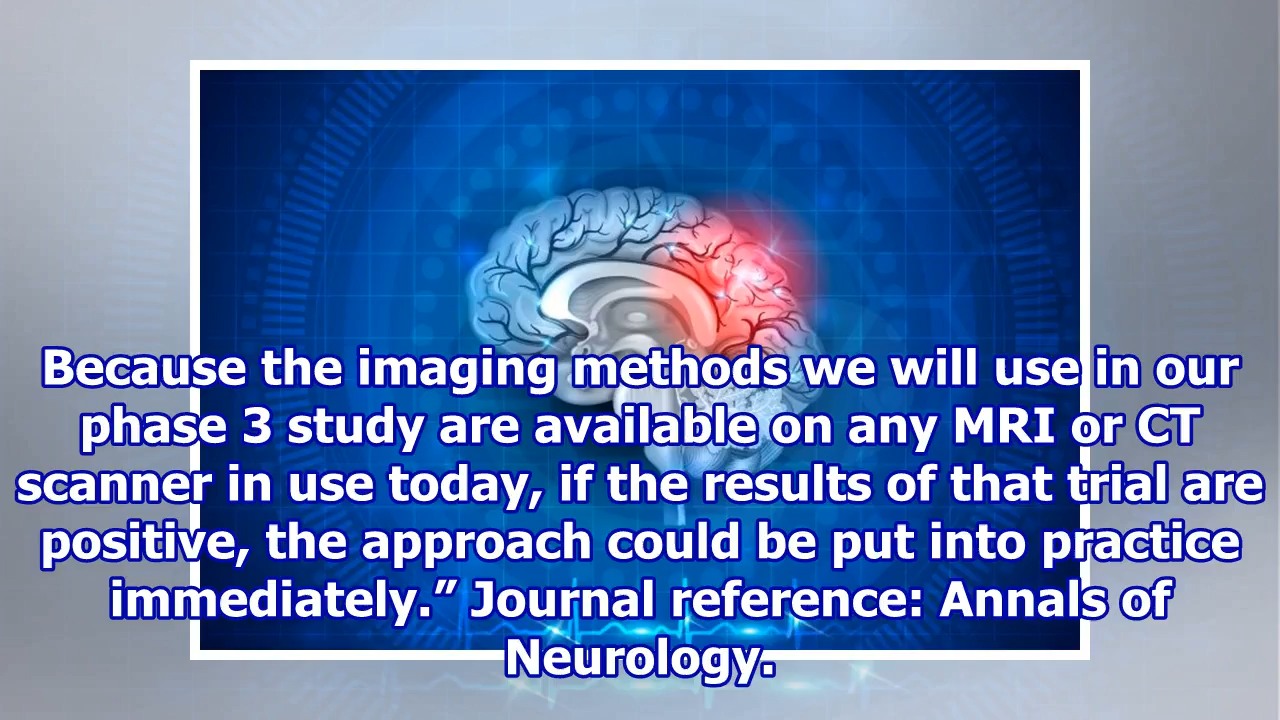 Because the imaging methods we will use in our
phase 3 study are available on any MRI or CT
scanner in use today, if the results of that trial are
positive, the approach could be put into practice
immediately.” Journal reference: Annals of
Neurology.